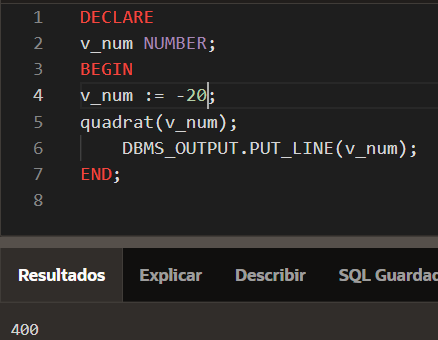 1 DECLARE
2 v_num NUMBER;
3 BEGIN
4 v_num := -20;
5 quadrat(v_num);
6     DBMS_OUTPUT.PUT_LINE(v_num);
7 END;
8
Resultados Explicar Describir SQL Guardad
400